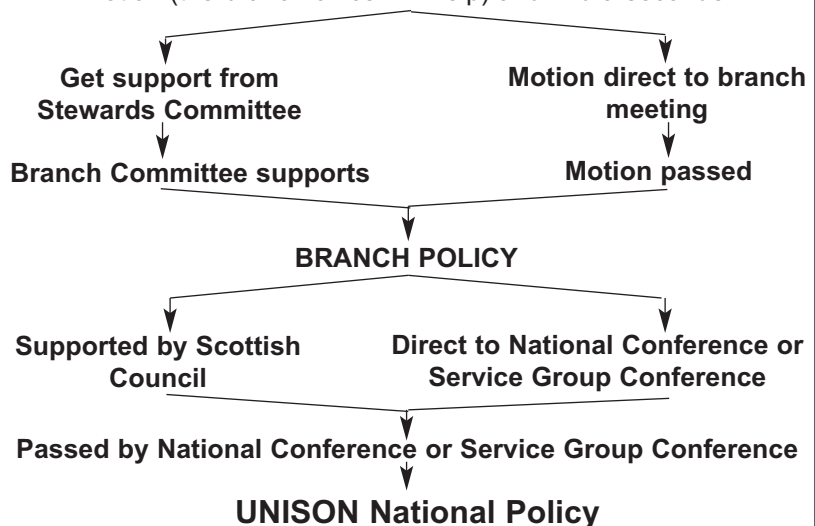 Get support from
Stewards Committee
Motion direct to branch
meeting
Branch Committee supports
Motion passed
BRANCH POLICY
Supported by Scottish
Council
Direct to National Conference or
Service Group Conference
Passed by National Conference or Service Group Conference
UNISON National Policy